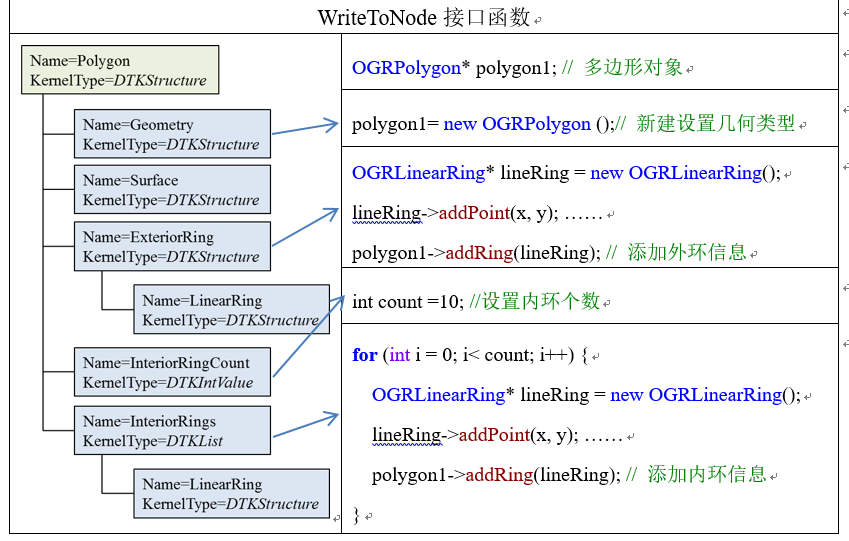 WriteToNode 接口函数
Name=Polygon
KernelType=DTKStructure
Name=Geometry
KernelType=DTKStructure
Name=Surface
KernelType=DTKStructure
Name=ExteriorRing
KernelType=DTKStructure
Name=LinearRing
KernelType=DTKStructure
Name=InteriorRingCount
KernelType=DTKIntValue
Name=InteriorRings
KernelType=DTKList
Name=LinearRing
KernelType=DTKStructure
OGRPolygon* polygon1; // 多边形对象
polygon1= new OGRPolygon ();// 新建设置几何类型
OGRLinearRing* lineRing = new OGRLinearRing();
lineRing->addPoint(x, y); ……
polygon1->addRing(lineRing); // 添加外环信息
int count =10; //设置内环个数
for (int i = 0; i< count; i++) {
OGRLinearRing* lineRing = new OGRLinearRing();
lineRing->addPoint(x, y); ……
polygon1->addRing(lineRing); // 添加内环信息
}